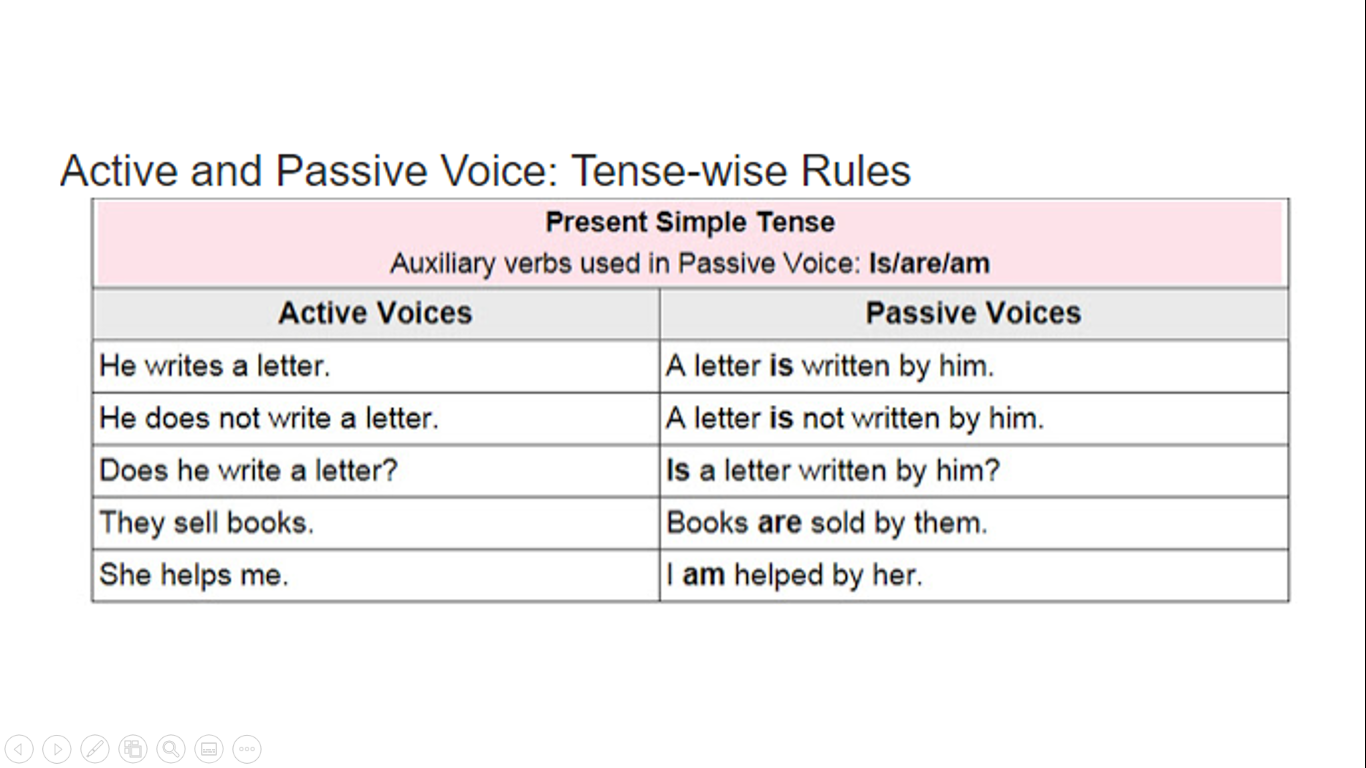 Active and Passive Voice: Tense-wise Rules
Present Simple Tense
Auxiliary verbs used in Passive Voice: Is/are/am
Active Voices Passive Voices
He writes a letter. A letter is written by him.
He does not write a letter. A letter is not written by him.
Does he write a letter? Is a letter written by him?
They sell books. Books are sold by them.
She helps me. I am helped by her.